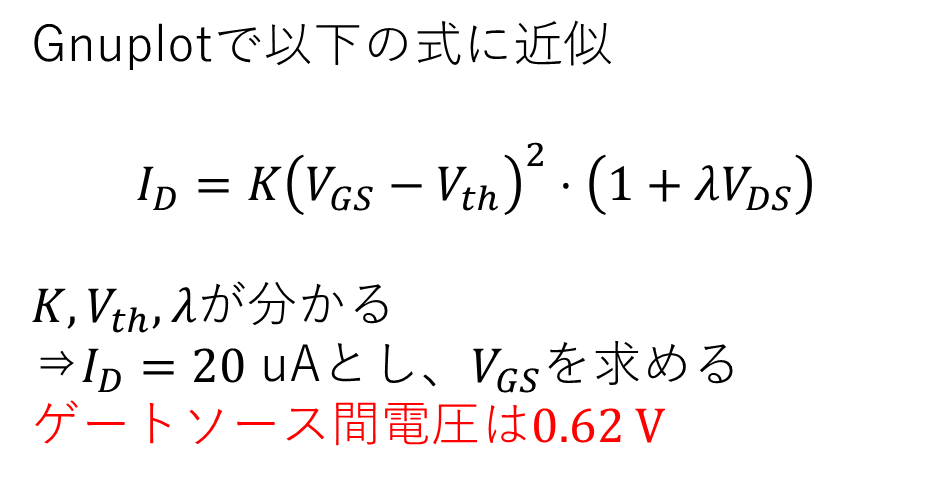 Gnuplotで以下の式に近似
I_D = K(V_GS − V_th)^2 · (1 + λV_DS)
K, V_th, λが分かる
⇒I_D = 20 uAとし、V_GSを求める
ゲートソース間電圧は0.62 V